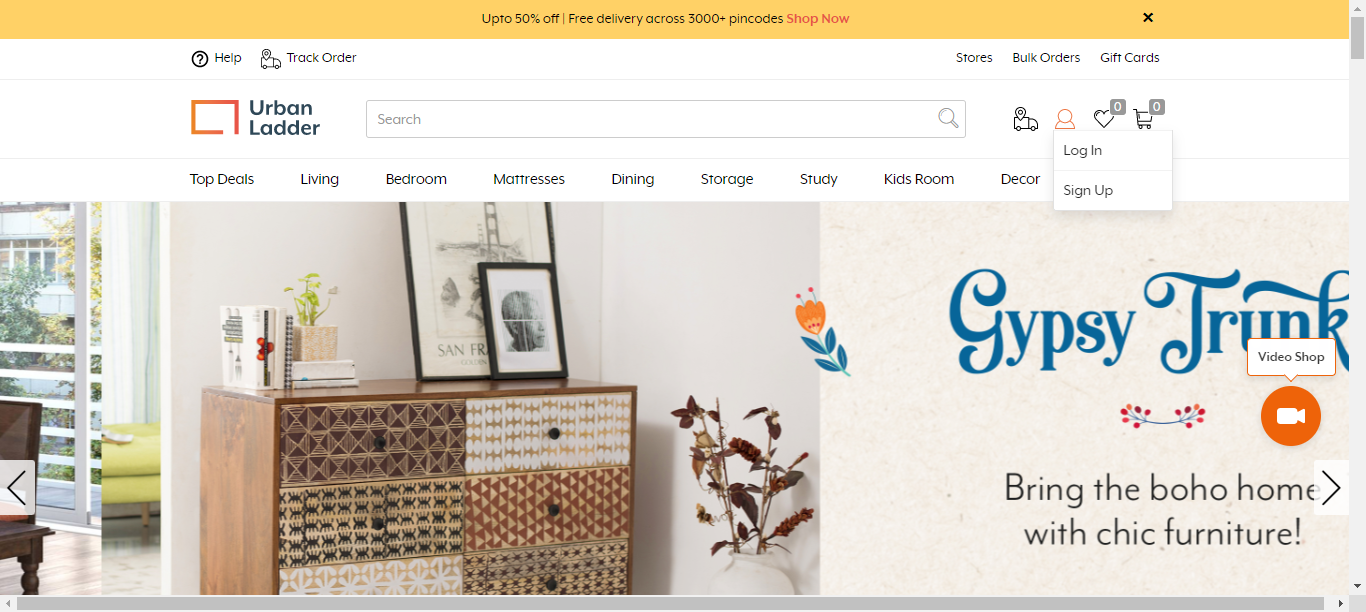 Upto 50% off | Free delivery across 3000+ pincodes Shop Now
Help
Track Order
Stores
Bulk Orders
Gift Cards
Urban
Ladder
Search
0
0
Log In
Sign Up
Top Deals
Living
Bedroom
Mattresses
Dining
Storage
Study
Kids Room
Decor
SAN FR
Gypsy Trunk
Video Shop
Bring the boho home
with chic furniture!